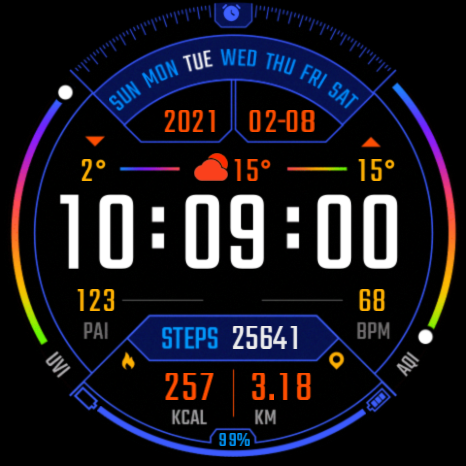 SUN MON TUE WED THU FRI SAT
2021 02-08
2° 15° 15°
10:09:00
123 68
PAI BPM
STEPS 25641
UVI AQI
257 3.18
KCAL KM
99%